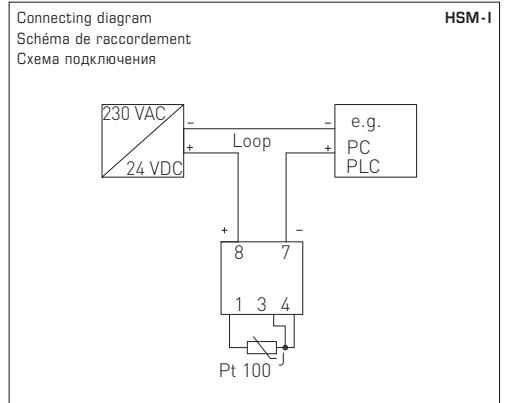 Connecting diagram HSM-I
Schéma de raccordement
Схема подключения
230 VAC
24 VDC
–
+
Loop
–
+
e.g.
PC
PLC
+
–
8 7
1 3 4
Pt 100